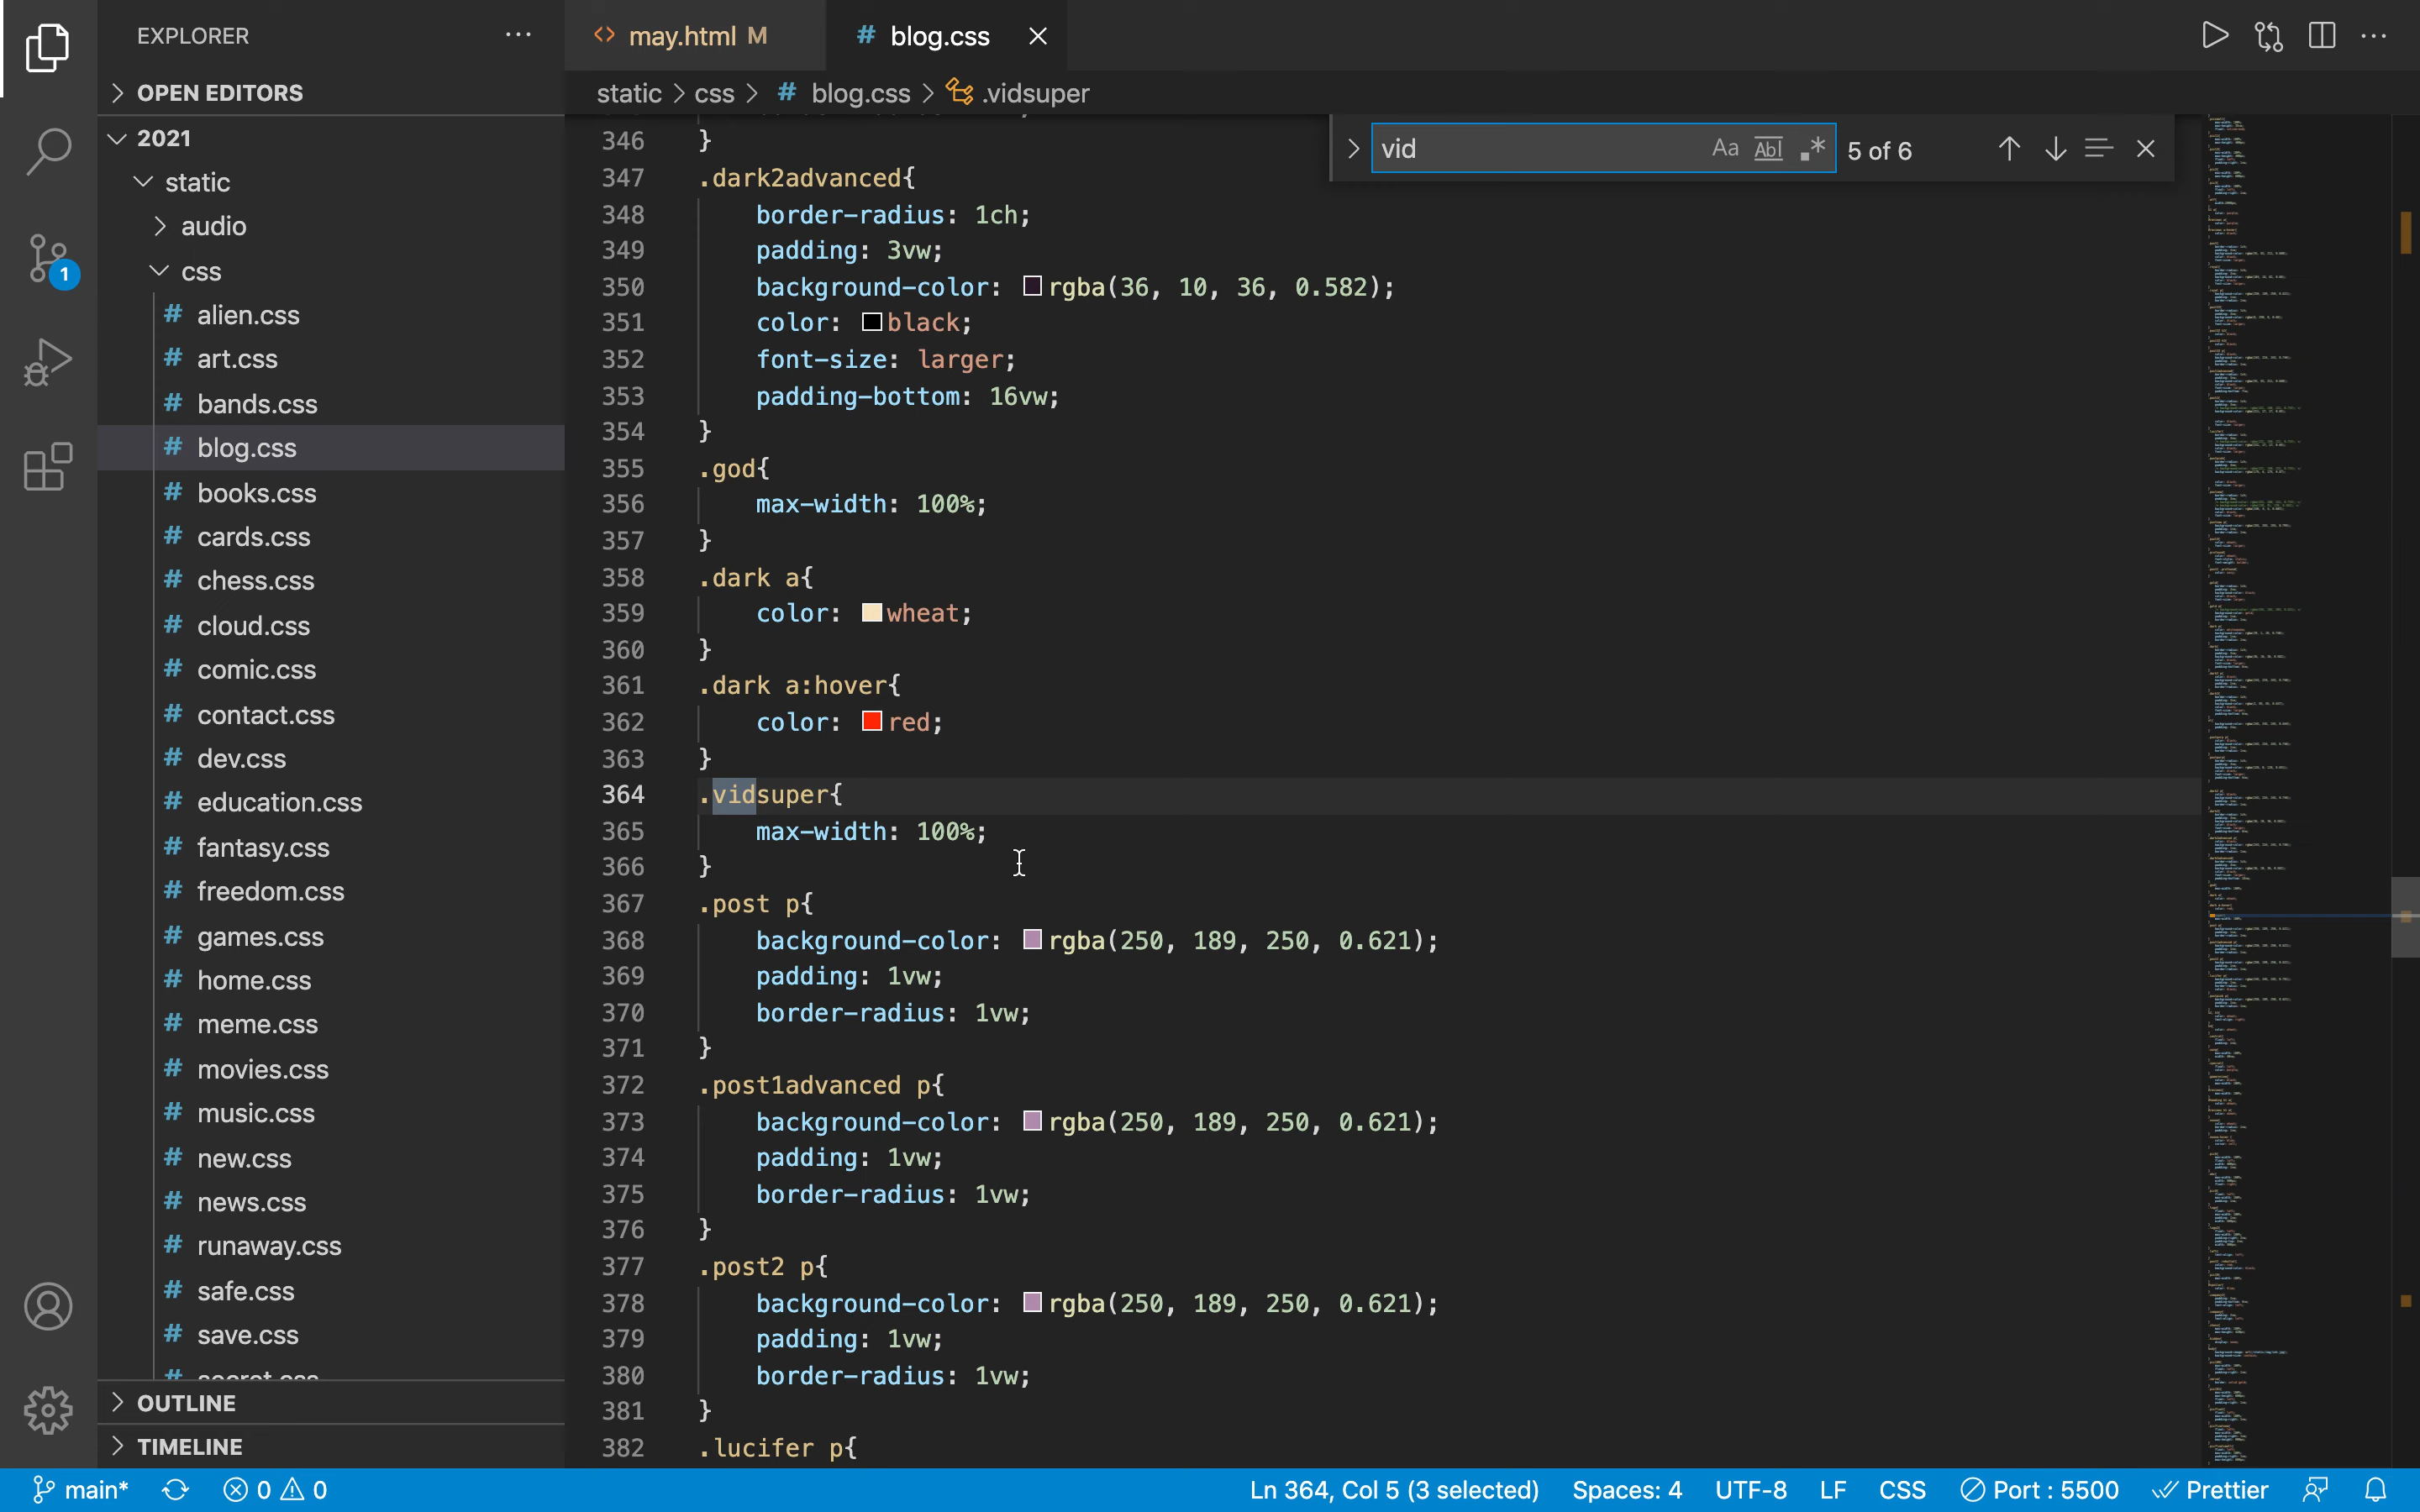 EXPLORER
OPEN EDITORS
2021
static
audio
css
# alien.css
# art.css
# bands.css
# blog.css
# books.css
# cards.css
# chess.css
# cloud.css
# comic.css
# contact.css
# dev.css
# education.css
# fantasy.css
# freedom.css
# games.css
# home.css
# meme.css
# movies.css
# music.css
# new.css
# news.css
# runaway.css
# safe.css
# save.css
OUTLINE
TIMELINE
1
<> may.html M
# blog.css
static > css > # blog.css > .vidsuper
vid Aa Abl .* 5 of 6
346 }
347 .dark2advanced{
348 border-radius: 1ch;
349 padding: 3vw;
350 background-color: rgba(36, 10, 36, 0.582);
351 color: black;
352 font-size: larger;
353 padding-bottom: 16vw;
354 }
355 .god{
356 max-width: 100%;
357 }
358 .dark a{
359 color: wheat;
360 }
361 .dark a:hover{
362 color: red;
363 }
364 .vidsuper{
365 max-width: 100%;
366 }
367 .post p{
368 background-color: rgba(250, 189, 250, 0.621);
369 padding: 1vw;
370 border-radius: 1vw;
371 }
372 .post1advanced p{
373 background-color: rgba(250, 189, 250, 0.621);
374 padding: 1vw;
375 border-radius: 1vw;
376 }
377 .post2 p{
378 background-color: rgba(250, 189, 250, 0.621);
379 padding: 1vw;
380 border-radius: 1vw;
381 }
382 .lucifer p{
main* 0 0 Ln 364, Col 5 (3 selected) Spaces: 4 UTF-8 LF CSS Port : 5500 Prettier